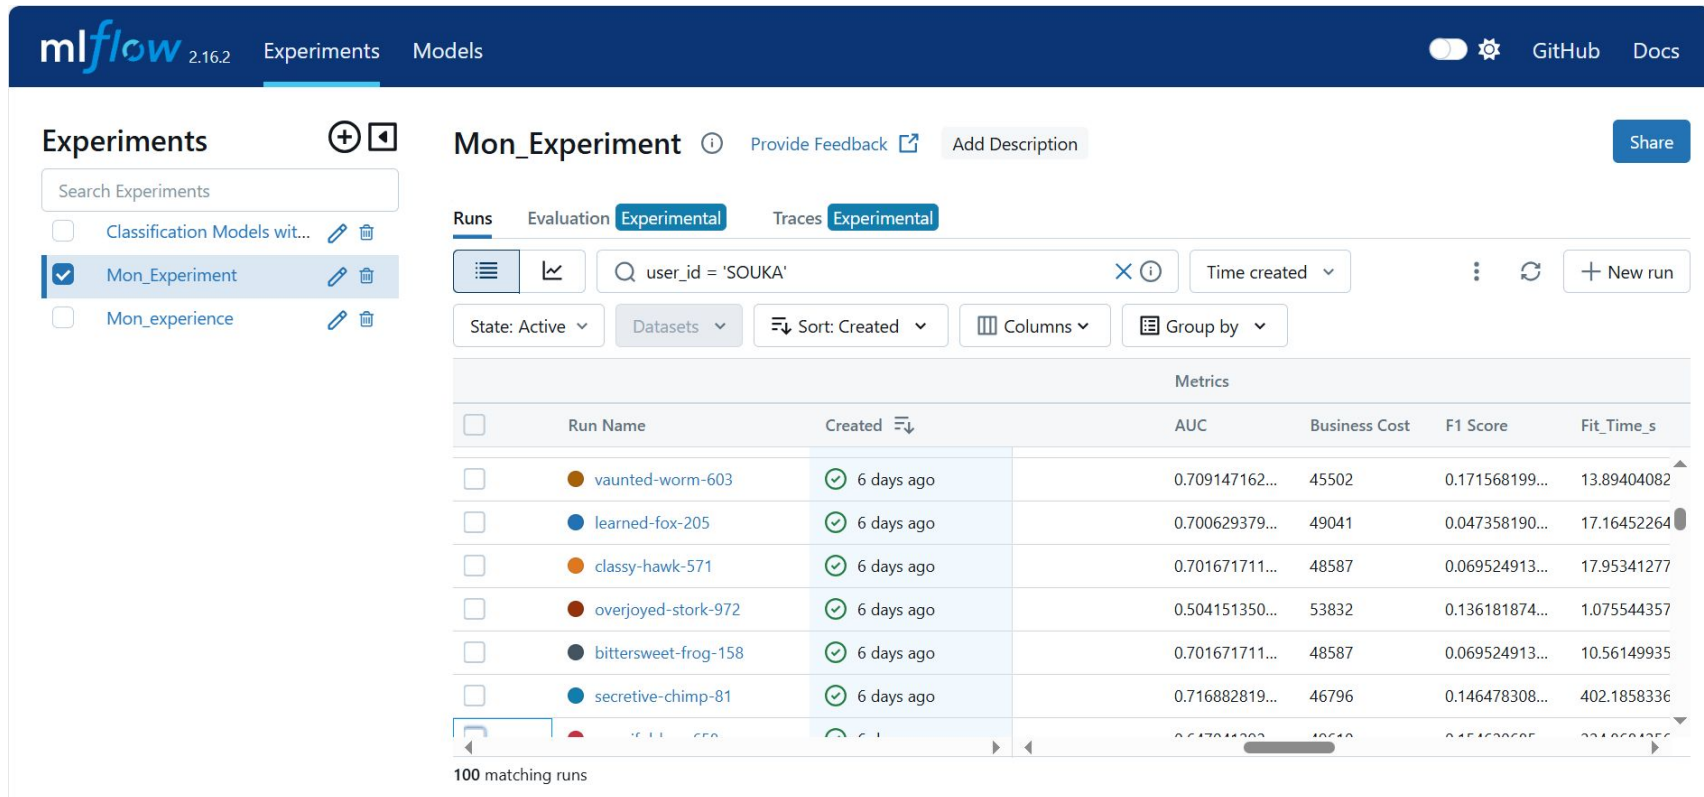 mlflow 2.16.2 Experiments Models GitHub Docs
Experiments
Search Experiments
Classification Models wit...
Mon_Experiment
Mon_experience
Mon_Experiment Provide Feedback Add Description Share
Runs Evaluation Experimental Traces Experimental
user_id = 'SOUKA' Time created New run
State: Active Datasets Sort: Created Columns Group by
Metrics
Run Name Created AUC Business Cost F1 Score Fit_Time_s
vaunted-worm-603 6 days ago 0.709147162... 45502 0.171568199... 13.89404082
learned-fox-205 6 days ago 0.700629379... 49041 0.047358190... 17.16452264
classy-hawk-571 6 days ago 0.701671711... 48587 0.069524913... 17.95341277
overjoyed-stork-972 6 days ago 0.504151350... 53832 0.136181874... 1.075544357
bittersweet-frog-158 6 days ago 0.701671711... 48587 0.069524913... 10.56149935
secretive-chimp-81 6 days ago 0.716882819... 46796 0.146478308... 402.1858336
100 matching runs